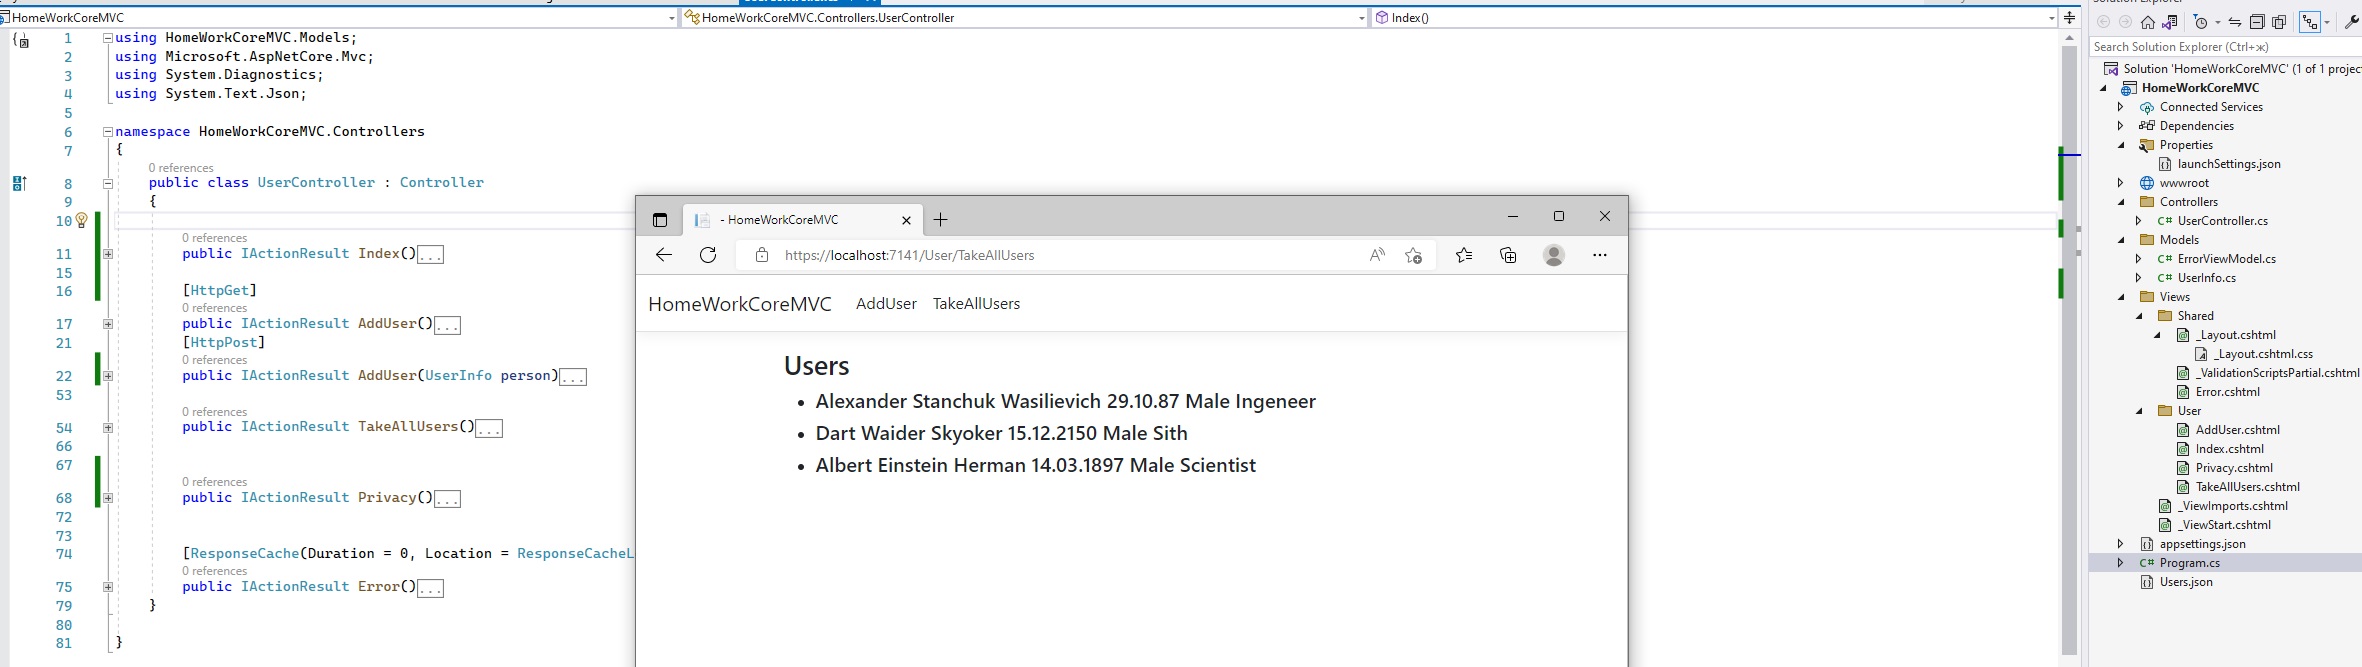 HomeWorkCoreMVC
HomeWorkCoreMVC.Controllers.UserController
Index()
1 using HomeWorkCoreMVC.Models;
2 using Microsoft.AspNetCore.Mvc;
3 using System.Diagnostics;
4 using System.Text.Json;
5
6 namespace HomeWorkCoreMVC.Controllers
7 {
0 references
8 public class UserController : Controller
9 {
10
0 references
11 public IActionResult Index()...
15
16 [HttpGet]
0 references
17 public IActionResult AddUser()...
21 [HttpPost]
0 references
22 public IActionResult AddUser(UserInfo person)...
53
0 references
54 public IActionResult TakeAllUsers()...
66
67
0 references
68 public IActionResult Privacy()...
72
73
74 [ResponseCache(Duration = 0, Location = ResponseCacheL
0 references
75 public IActionResult Error()...
79 }
80
81 }
- HomeWorkCoreMVC
https://localhost:7141/User/TakeAllUsers
HomeWorkCoreMVC AddUser TakeAllUsers
Users
• Alexander Stanchuk Wasilievich 29.10.87 Male Ingeneer
• Dart Waider Skyoker 15.12.2150 Male Sith
• Albert Einstein Herman 14.03.1897 Male Scientist
Solution Explorer
Search Solution Explorer (Ctrl+ж)
Solution 'HomeWorkCoreMVC' (1 of 1 project
HomeWorkCoreMVC
Connected Services
Dependencies
Properties
launchSettings.json
wwwroot
Controllers
C# UserController.cs
Models
C# ErrorViewModel.cs
C# UserInfo.cs
Views
Shared
_Layout.cshtml
_Layout.cshtml.css
_ValidationScriptsPartial.cshtml
Error.cshtml
User
AddUser.cshtml
Index.cshtml
Privacy.cshtml
TakeAllUsers.cshtml
_ViewImports.cshtml
_ViewStart.cshtml
appsettings.json
C# Program.cs
Users.json